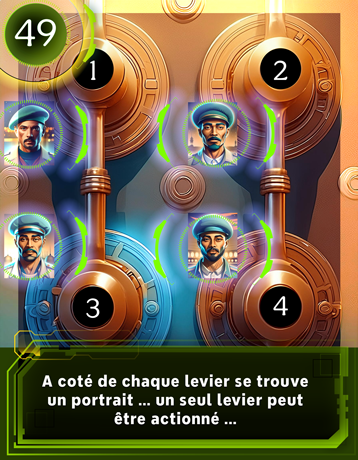 49
1
2
3
4
A coté de chaque levier se trouve
un portrait ... un seul levier peut
être actionné ...